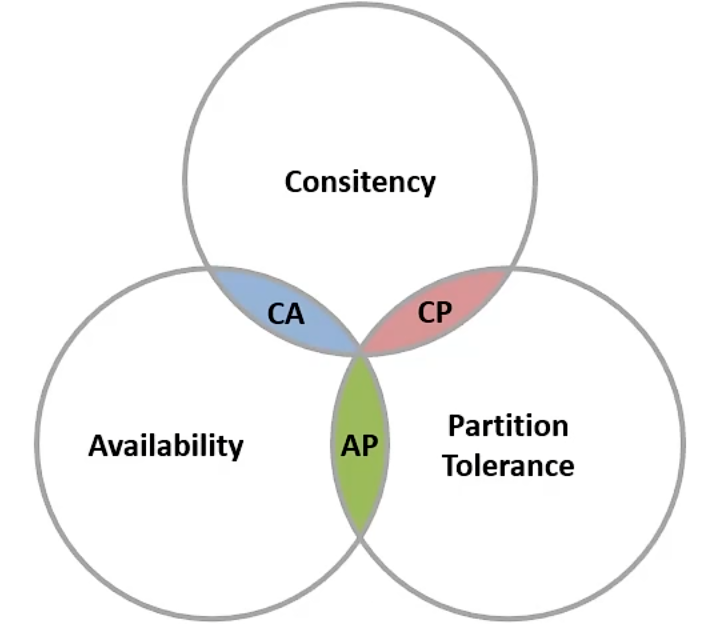 Consitency
CA
CP
Availability
AP
Partition
Tolerance